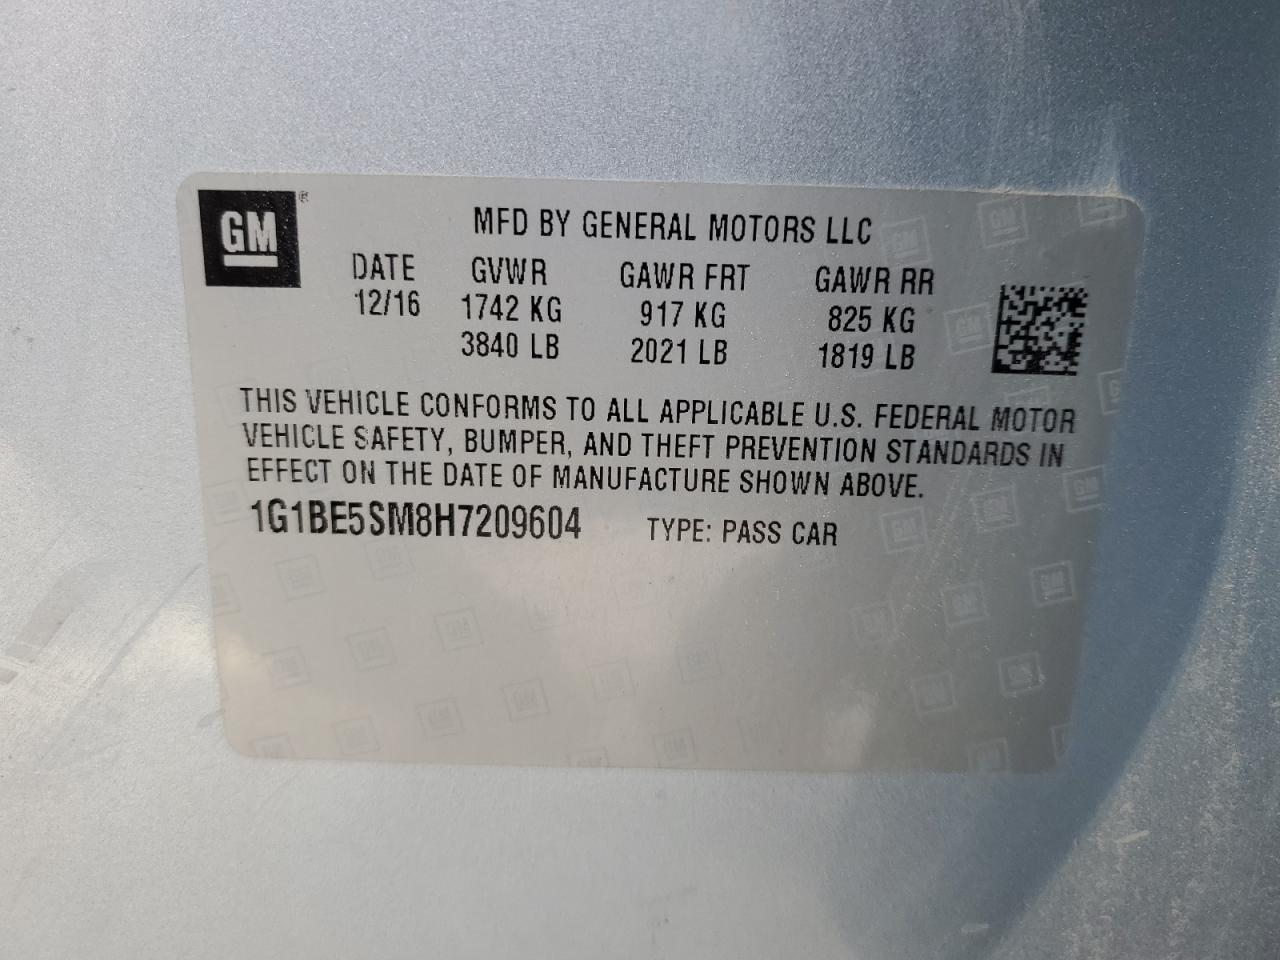 GM®
MFD BY GENERAL MOTORS LLC
DATE GVWR GAWR FRT GAWR RR
12/16 1742 KG 917 KG 825 KG
3840 LB 2021 LB 1819 LB
THIS VEHICLE CONFORMS TO ALL APPLICABLE U.S. FEDERAL MOTOR
VEHICLE SAFETY, BUMPER, AND THEFT PREVENTION STANDARDS IN
EFFECT ON THE DATE OF MANUFACTURE SHOWN ABOVE.
1G1BE5SM8H7209604 TYPE: PASS CAR